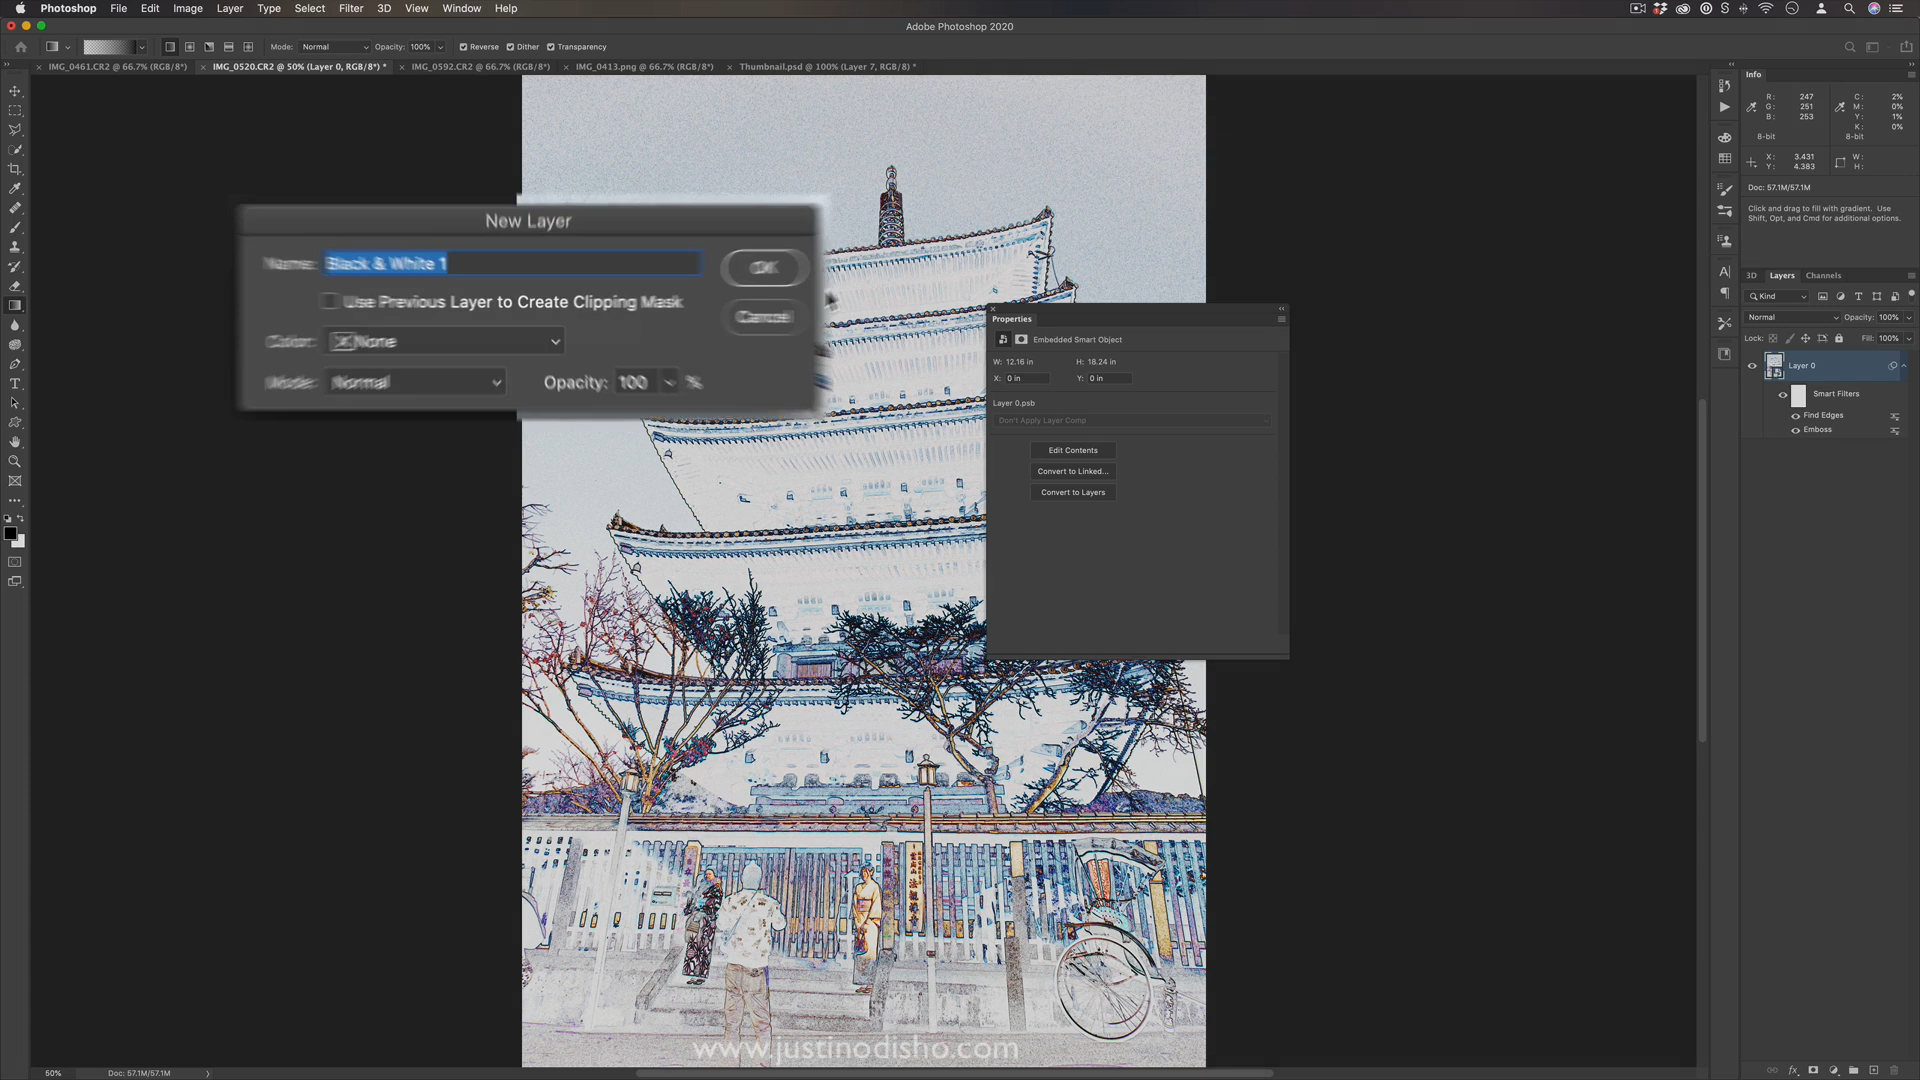 Photoshop File Edit Image Layer Type Select Filter 3D View Window Help
Adobe Photoshop 2020
Mode: Normal Opacity: 100% Reverse Dither Transparency
IMG_0461.CR2 @ 66.7% (RGB/8*) IMG_0520.CR2 @ 50% (Layer 0, RGB/8*) * IMG_0592.CR2 @ 66.7% (RGB/8*) IMG_0413.png @ 66.7% (RGB/8*) Thumbnail.psd @ 100% (Layer 7, RGB/8) *
Info
R: 247 C: 2%
G: 251 M: 0%
B: 253 Y: 1%
K: 0%
8-bit 8-bit
X: 3.431 W:
Y: 4.383 H:
Doc: 57.1M/57.1M
Click and drag to fill with gradient. Use
Shift, Opt, and Cmd for additional options.
3D Layers Channels
Kind
Normal Opacity: 100%
Lock: Fill: 100%
Layer 0
Smart Filters
Find Edges
Emboss
New Layer
Name: Black & White 1
OK
Use Previous Layer to Create Clipping Mask
Cancel
Color: None
Mode: Normal Opacity: 100 %
Properties
Embedded Smart Object
W: 12.16 in H: 18.24 in
X: 0 in Y: 0 in
Layer 0.psb
Don't Apply Layer Comp
Edit Contents
Convert to Linked...
Convert to Layers
www.justinodisho.com
50% Doc: 57.1M/57.1M